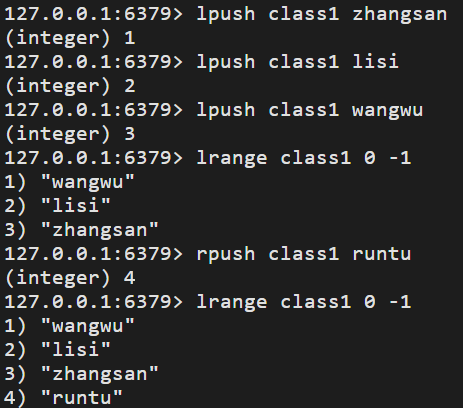 127.0.0.1:6379> lpush class1 zhangsan
(integer) 1
127.0.0.1:6379> lpush class1 lisi
(integer) 2
127.0.0.1:6379> lpush class1 wangwu
(integer) 3
127.0.0.1:6379> lrange class1 0 -1
1) "wangwu"
2) "lisi"
3) "zhangsan"
127.0.0.1:6379> rpush class1 runtu
(integer) 4
127.0.0.1:6379> lrange class1 0 -1
1) "wangwu"
2) "lisi"
3) "zhangsan"
4) "runtu"